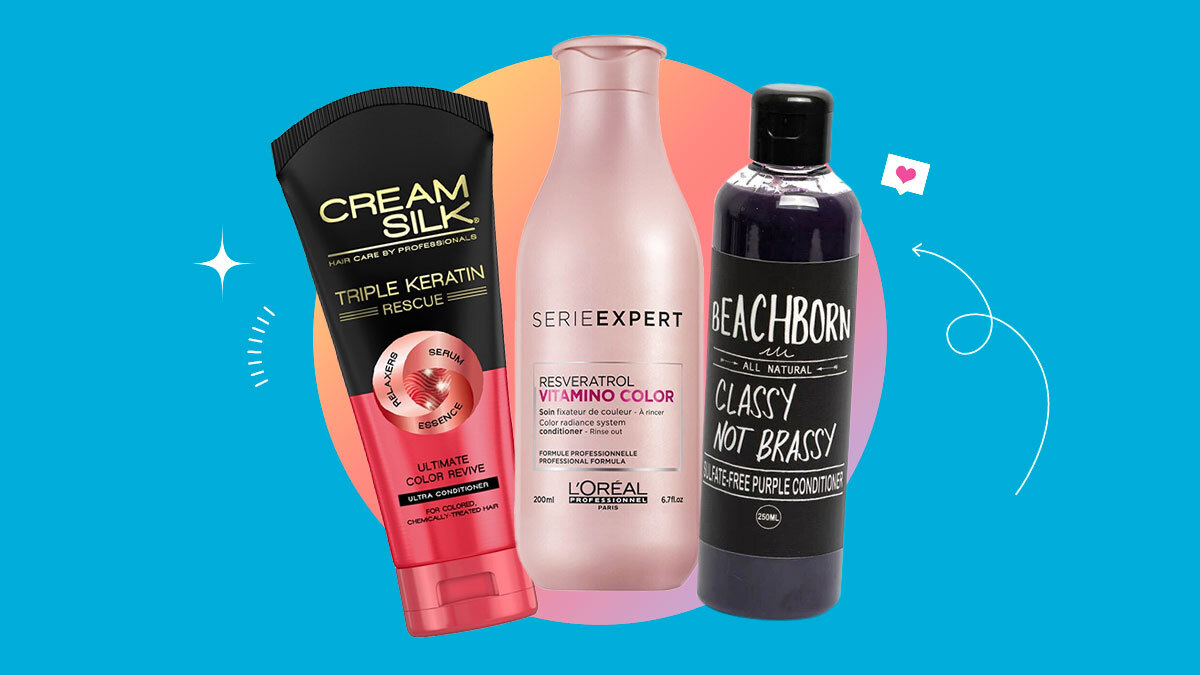 CREAM
SILK®
HAIR CARE BY PROFESSIONALS
TRIPLE KERATIN
RESCUE
RELAXERS
SERUM
ESSENCE
ULTIMATE
COLOR REVIVE
ULTRA CONDITIONER
FOR COLORED,
CHEMICALLY-TREATED HAIR
SERIEEXPERT
RESVERATROL
VITAMINO COLOR
Soin fixateur de couleur - À rincer
Color radiance system
conditioner - Rinse out
FORMULE PROFESSIONNELLE
PROFESSIONAL FORMULA
200ml
L'ORÉAL
PROFESSIONNEL
PARIS
6.7fl.oz
BEACHBORN
ALL NATURAL
CLASSY
NOT BRASSY
SULFATE-FREE PURPLE CONDITIONER
250ML